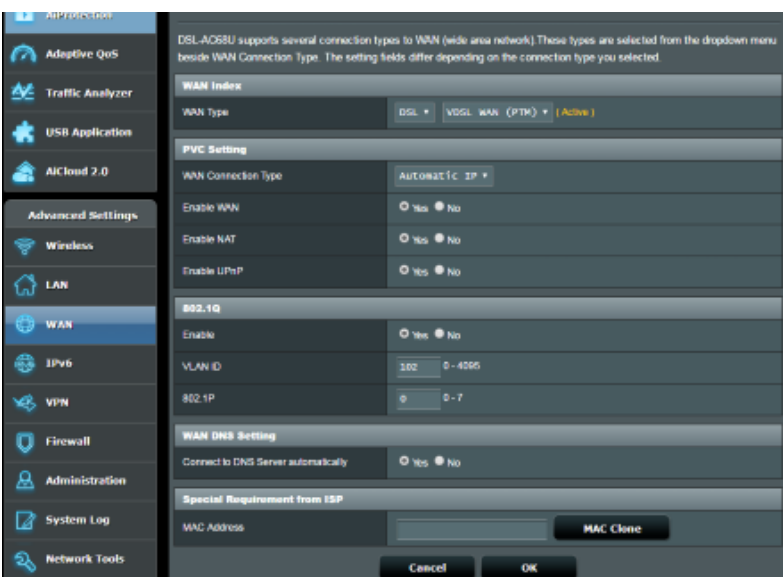 AiProtection
Adaptive QoS
Traffic Analyzer
USB Application
AiCloud 2.0
Advanced Settings
Wireless
LAN
WAN
IPv6
VPN
Firewall
Administration
System Log
Network Tools
DSL-AC68U supports several connection types to WAN (wide area network).These types are selected from the dropdown menu
beside WAN Connection Type. The setting fields differ depending on the connection type you selected.
WAN Index
WAN Type DSL VDSL WAN (PTM) (Active)
PVC Setting
WAN Connection Type Automatic IP
Enable WAN Yes No
Enable NAT Yes No
Enable UPnP Yes No
802.1Q
Enable Yes No
VLAN ID 102 0 - 4095
802.1P 0 0 - 7
WAN DNS Setting
Connect to DNS Server automatically Yes No
Special Requirement from ISP
MAC Address MAC Clone
Cancel OK